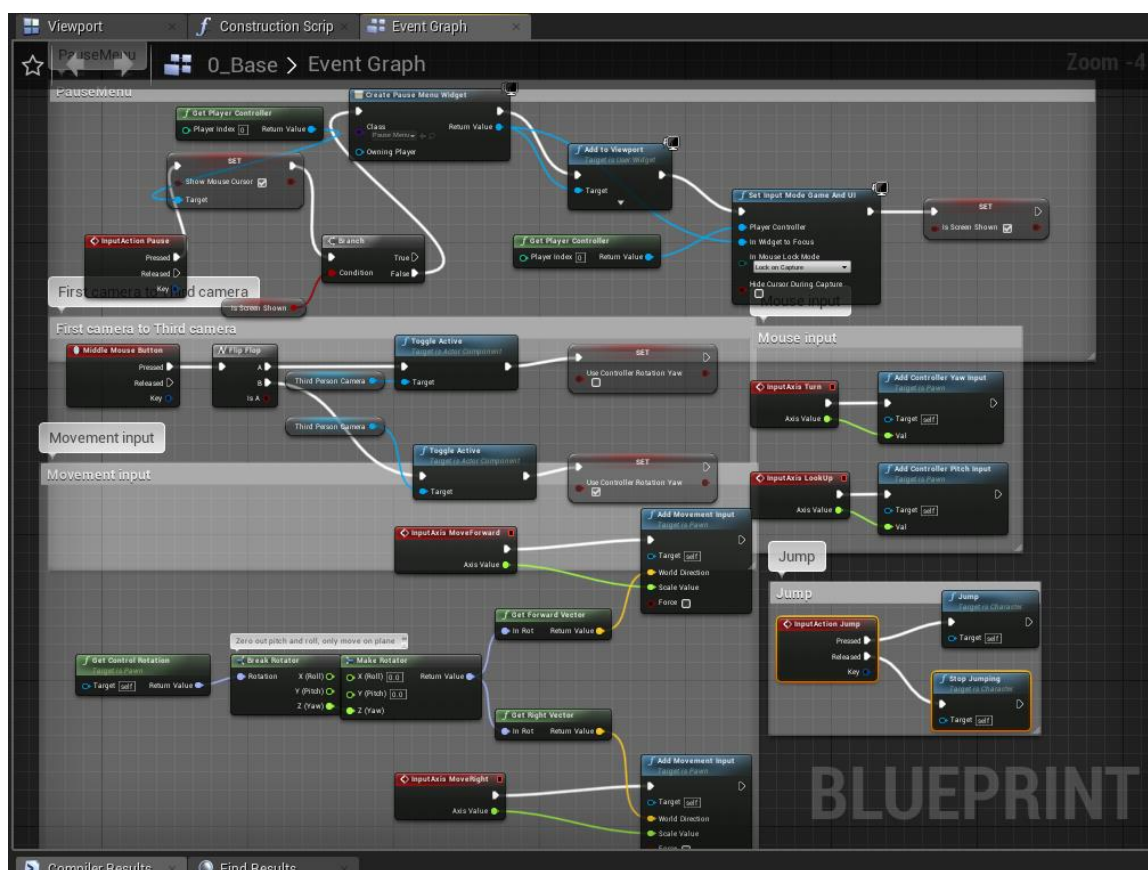 Viewport
Construction Scrip
Event Graph
PauseMenu
0_Base > Event Graph
Zoom -4
PauseMenu
Create Pause Menu Widget
Class
Pause Menu
Return Value
Owning Player
Get Player Controller
Player Index 0 Return Value
SET
Show Mouse Cursor
Target
Add to Viewport
Target is User Widget
Target
Set Input Mode Game And UI
Player Controller
In Widget to Focus
In Mouse Lock Mode
Lock on Capture
Hide Cursor During Capture
SET
Is Screen Shown
InputAction Pause
Pressed
Released
Key
Branch
True
Condition False
Get Player Controller
Player Index 0 Return Value
Is Screen Shown
First camera to Third camera
First camera to Third camera
Middle Mouse Button
Pressed
Released
Key
Flip Flop
A
B
Is A
Third Person Camera
Toggle Active
Target is Actor Component
Target
SET
Use Controller Rotation Yaw
Third Person Camera
Toggle Active
Target is Actor Component
Target
SET
Use Controller Rotation Yaw
Mouse input
Mouse input
InputAxis Turn
Axis Value
Add Controller Yaw Input
Target is Pawn
Target self
Val
InputAxis LookUp
Axis Value
Add Controller Pitch Input
Target is Pawn
Target self
Val
Movement input
Movement input
InputAxis MoveForward
Axis Value
Add Movement Input
Target is Pawn
Target self
World Direction
Scale Value
Force
Get Forward Vector
In Rot Return Value
Zero out pitch and roll, only move on plane
Get Control Rotation
Target is Pawn
Target self Return Value
Break Rotator
Rotation X (Roll)
Y (Pitch)
Z (Yaw)
Make Rotator
X (Roll) 0.0 Return Value
Y (Pitch) 0.0
Z (Yaw)
Get Right Vector
In Rot Return Value
InputAxis MoveRight
Axis Value
Add Movement Input
Target is Pawn
Target self
World Direction
Scale Value
Force
Jump
Jump
InputAction Jump
Pressed
Released
Key
Jump
Target is Character
Target self
Stop Jumping
Target is Character
Target self
BLUEPRINT
Compiler Results
Find Results